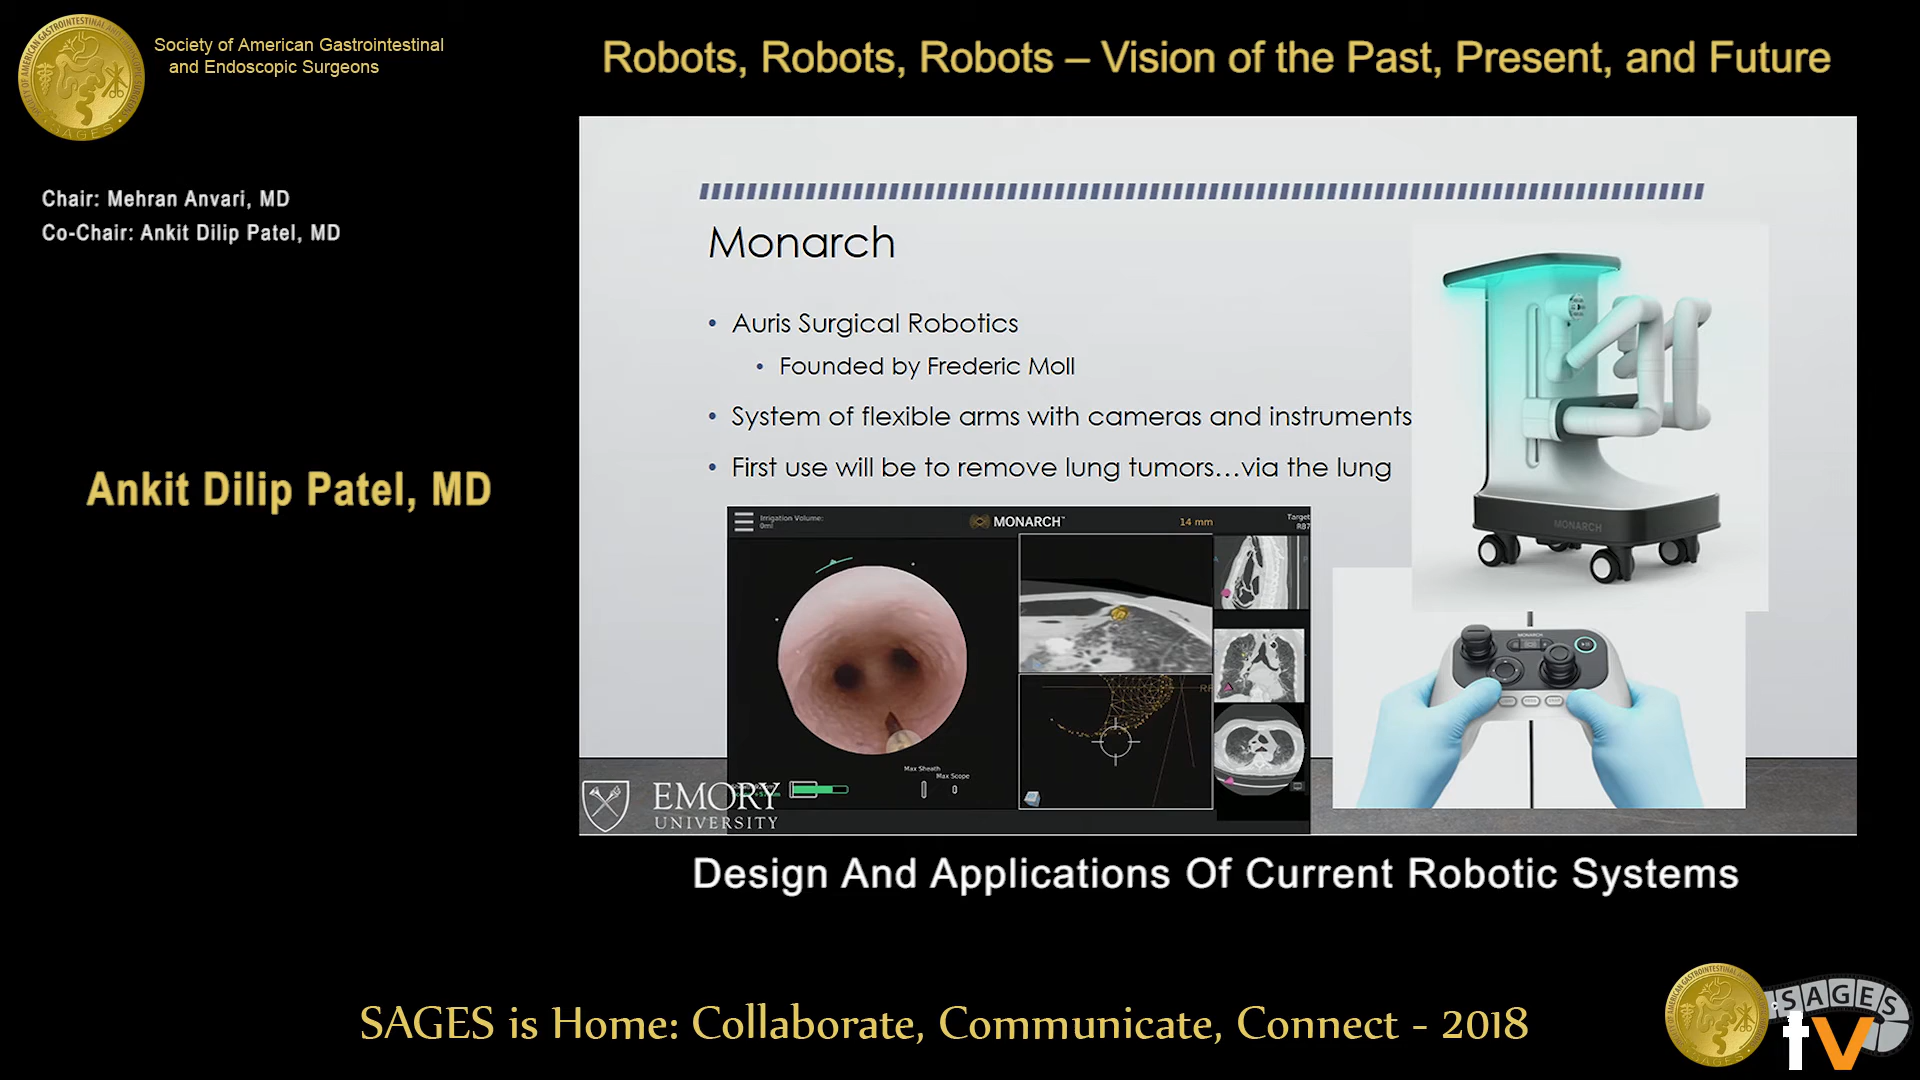 Society of American Gastrointestinal
and Endoscopic Surgeons
Robots, Robots, Robots – Vision of the Past, Present, and Future
Chair: Mehran Anvari, MD
Co-Chair: Ankit Dilip Patel, MD
Ankit Dilip Patel, MD
Monarch
• Auris Surgical Robotics
• Founded by Frederic Moll
• System of flexible arms with cameras and instruments
• First use will be to remove lung tumors…via the lung
Irrigation Volume:
0ml
MONARCH™
14 mm
Target
RB7
Max Sheath
Max Scope
MONARCH
MONARCH
EMORY
UNIVERSITY
Design And Applications Of Current Robotic Systems
SAGES is Home: Collaborate, Communicate, Connect - 2018
SAGES
tv